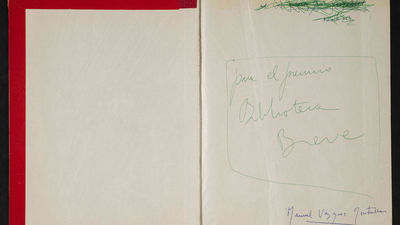 para el premio
Biblioteca
Breve
Manuel Vázquez Montalbán